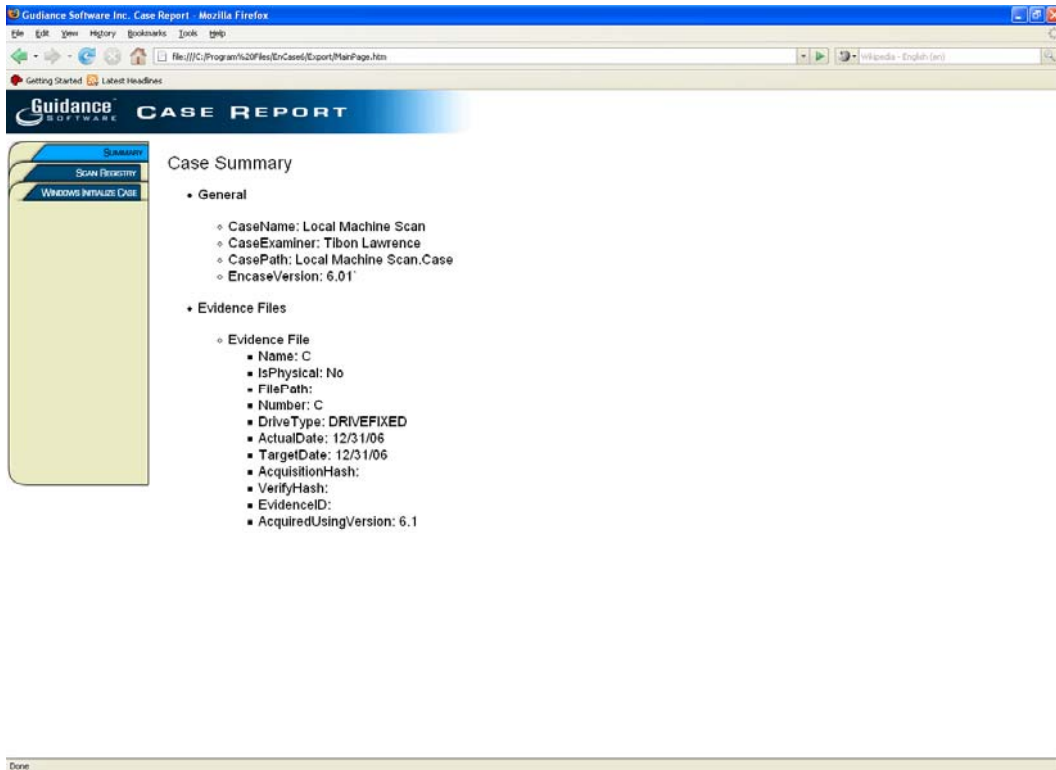 Gudiance Software Inc. Case Report - Mozilla Firefox
File Edit View History Bookmarks Tools Help
file:///C:/Program%20Files/EnCase6/Export/MainPage.htm
Wikipedia - English (en)
Getting Started Latest Headlines
Guidance SOFTWARE CASE REPORT
SUMMARY
SCAN REGISTRY
WINDOWS INITIALIZE CASE
Case Summary
• General
◦ CaseName: Local Machine Scan
◦ CaseExaminer: Tibon Lawrence
◦ CasePath: Local Machine Scan.Case
◦ EncaseVersion: 6.01`
• Evidence Files
◦ Evidence File
▪ Name: C
▪ IsPhysical: No
▪ FilePath:
▪ Number: C
▪ DriveType: DRIVEFIXED
▪ ActualDate: 12/31/06
▪ TargetDate: 12/31/06
▪ AcquisitionHash:
▪ VerifyHash:
▪ EvidenceID:
▪ AcquiredUsingVersion: 6.1
Done